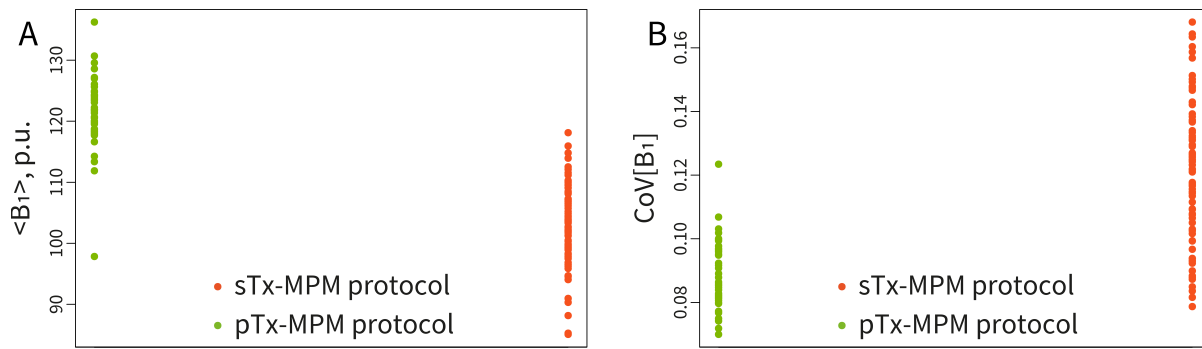 A
130
120
110
100
90
<B₁>, p.u.
sTx-MPM protocol
pTx-MPM protocol
B
0.16
0.14
0.12
0.10
0.08
CoV[B₁]
sTx-MPM protocol
pTx-MPM protocol